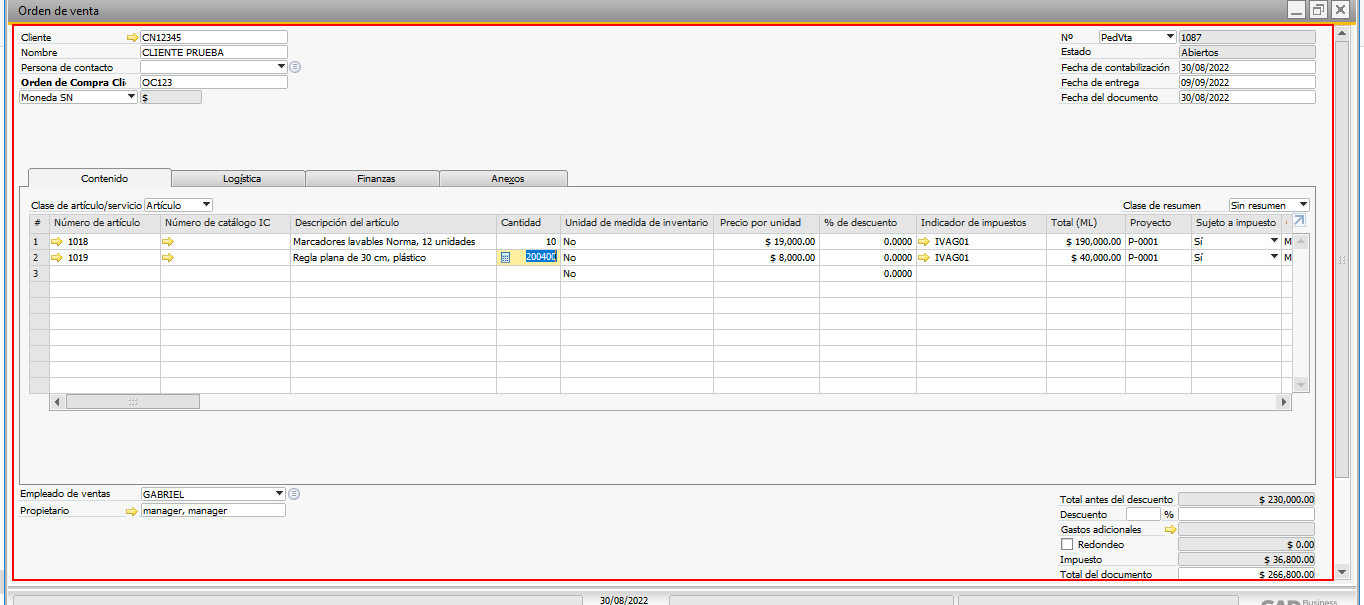 Orden de venta
Cliente CN12345
Nombre CLIENTE PRUEBA
Persona de contacto
Orden de Compra Cli OC123
Moneda SN $
Nº PedVta 1087
Estado Abiertos
Fecha de contabilización 30/08/2022
Fecha de entrega 09/09/2022
Fecha del documento 30/08/2022
Contenido Logística Finanzas Anexos
Clase de artículo/servicio Artículo Clase de resumen Sin resumen
# Número de artículo Número de catálogo IC Descripción del artículo Cantidad Unidad de medida de inventario Precio por unidad % de descuento Indicador de impuestos Total (ML) Proyecto Sujeto a impuesto
1 1018 Marcadores lavables Norma, 12 unidades 10 No $ 19,000.00 0.0000 IVAG01 $ 190,000.00 P-0001 Sí M
2 1019 Regla plana de 30 cm, plástico 200400 No $ 8,000.00 0.0000 IVAG01 $ 40,000.00 P-0001 Sí M
3 No 0.0000
Empleado de ventas GABRIEL
Propietario manager, manager
Total antes del descuento $ 230,000.00
Descuento %
Gastos adicionales
Redondeo $ 0.00
Impuesto $ 36,800.00
Total del documento $ 266,800.00
30/08/2022
Business